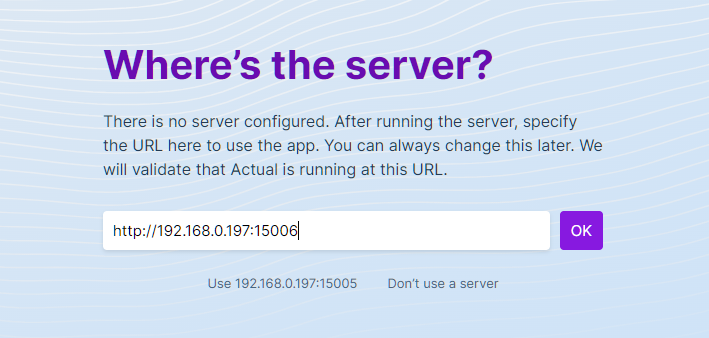 Where’s the server?
There is no server configured. After running the server, specify
the URL here to use the app. You can always change this later. We
will validate that Actual is running at this URL.
http://192.168.0.197:15006 OK
Use 192.168.0.197:15005 Don’t use a server